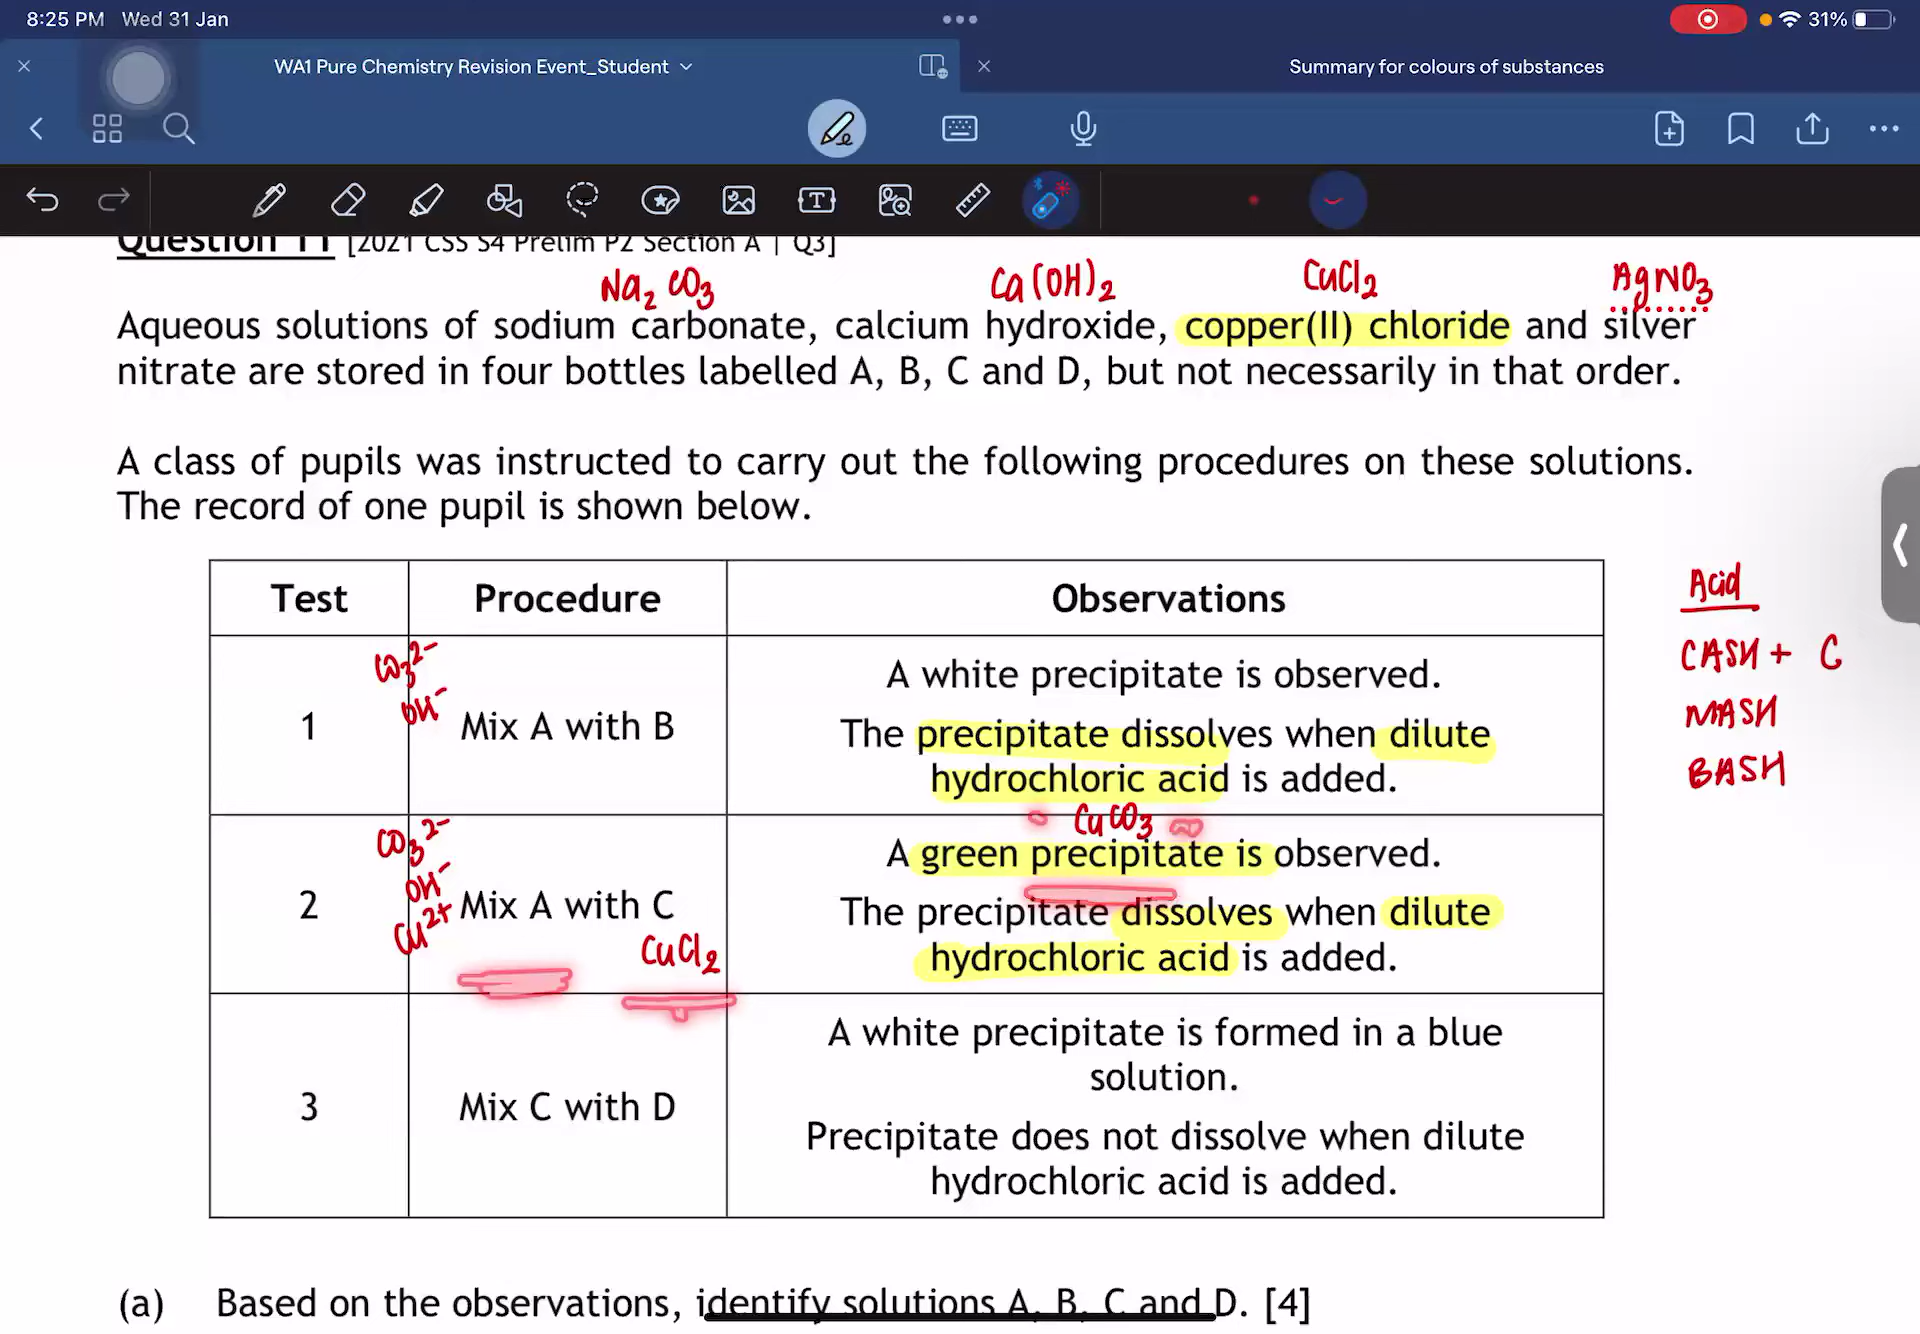 8:25 PM Wed 31 Jan
31%
WA1 Pure Chemistry Revision Event_Student
Summary for colours of substances
Question 11 [2021 CSS S4 Prelim P2 Section A | Q3]
Na₂CO₃ Ca(OH)₂ CuCl₂ AgNO₃
Aqueous solutions of sodium carbonate, calcium hydroxide, copper(II) chloride and silver
nitrate are stored in four bottles labelled A, B, C and D, but not necessarily in that order.
A class of pupils was instructed to carry out the following procedures on these solutions.
The record of one pupil is shown below.
Test Procedure Observations
CO₃²⁻
OH⁻
1 Mix A with B
A white precipitate is observed.
The precipitate dissolves when dilute
hydrochloric acid is added.
CO₃²⁻
OH⁻
Cu²⁺
2 Mix A with C
CuCl₂
CuCO₃
A green precipitate is observed.
The precipitate dissolves when dilute
hydrochloric acid is added.
3 Mix C with D
A white precipitate is formed in a blue
solution.
Precipitate does not dissolve when dilute
hydrochloric acid is added.
Acid
CASH + C
MASH
BASH
(a) Based on the observations, identify solutions A, B, C and D. [4]